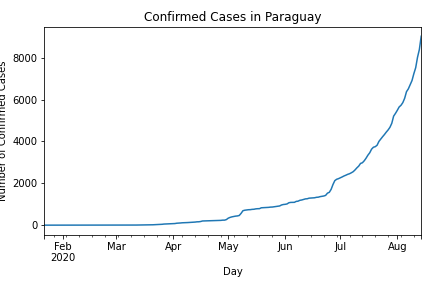 Confirmed Cases in Paraguay
Number of Confirmed Cases
8000
6000
4000
2000
0
Feb Mar Apr May Jun Jul Aug
2020
Day